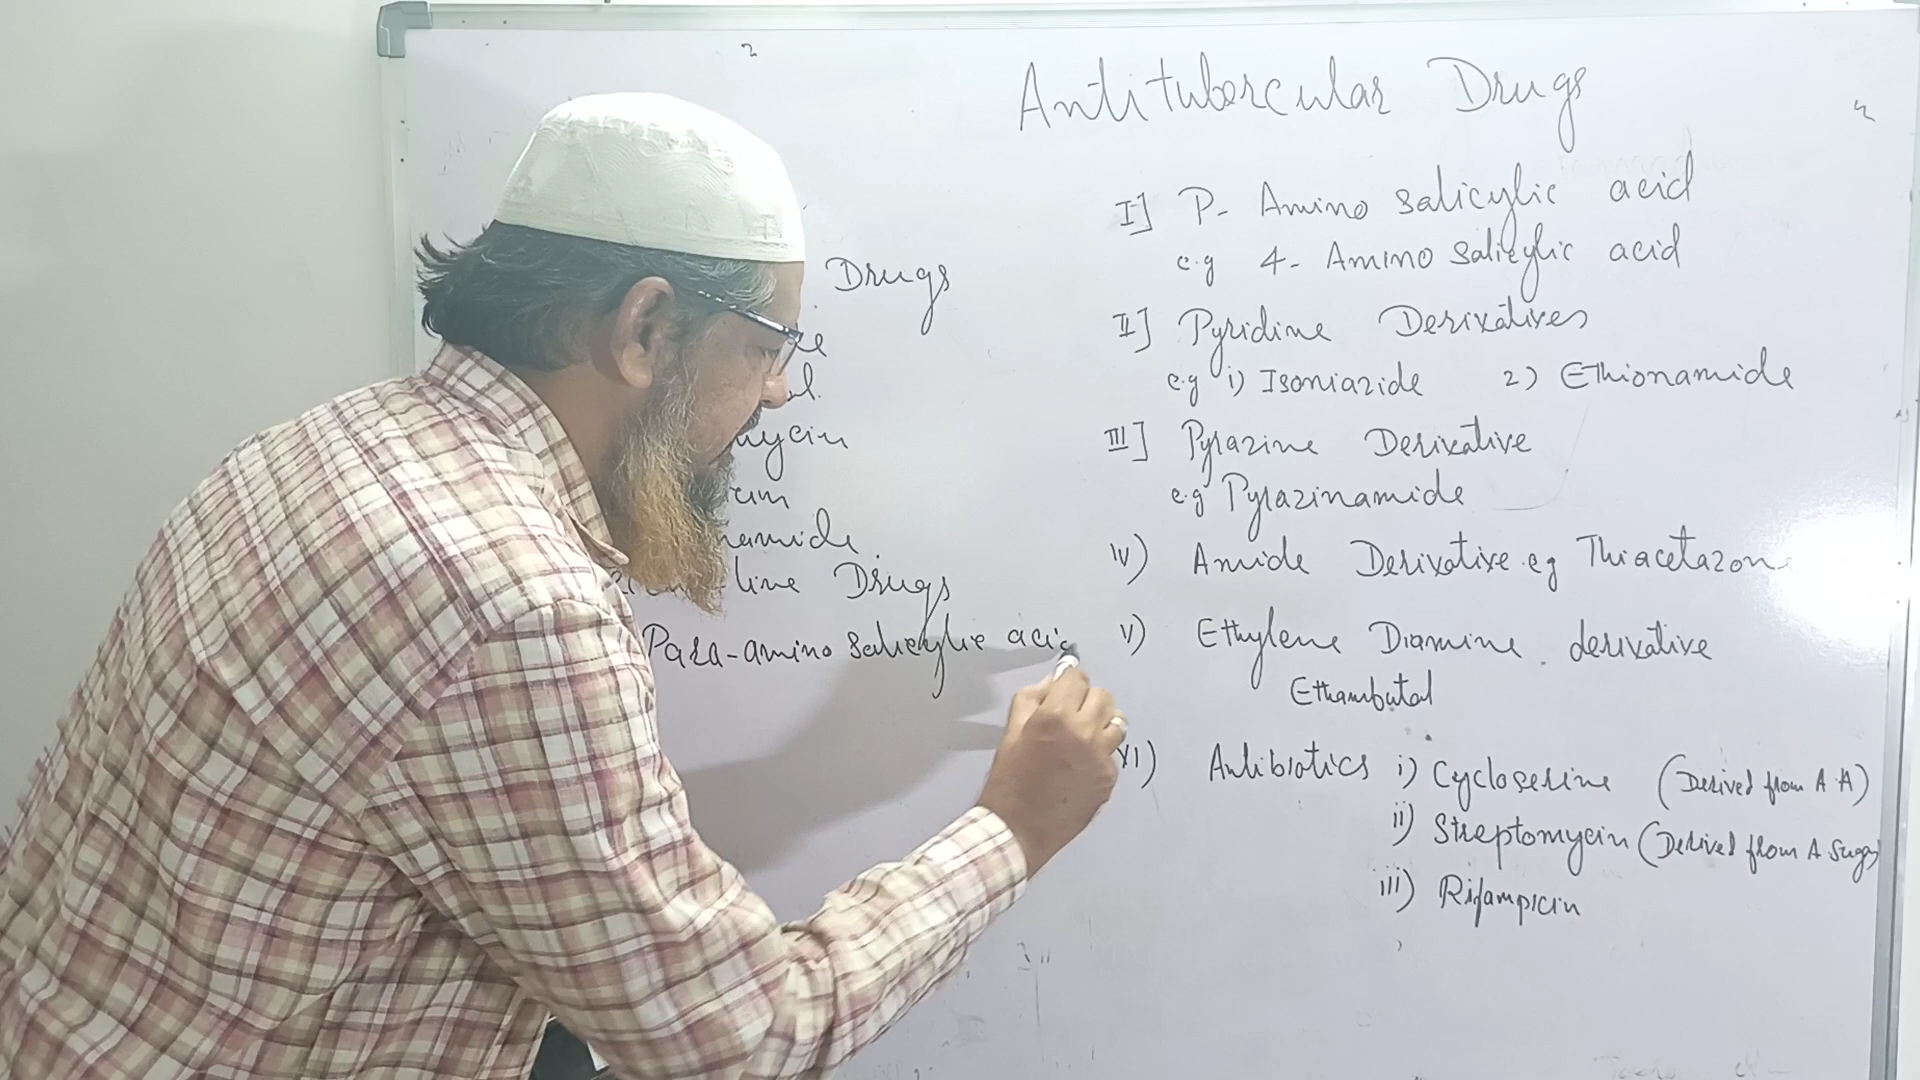 Antitubercular Drugs
I] P- Amino Salicylic acid
e.g 4- Amino Salicylic acid
II] Pyridine Derivatives
e.g i) Isoniazide 2) Ethionamide
III] Pyrazine Derivative
e.g Pyrazinamide
IV) Amide Derivative e.g Thiacetazon
V) Ethylene Diamine derivative
Ethambutal
VI) Antibiotics i) Cycloserine (Derived from A A)
ii) Streptomycin (Derived from A Sugar
iii) Rifampicin
Drugs
line Drugs
Para-amino Salicylic acid